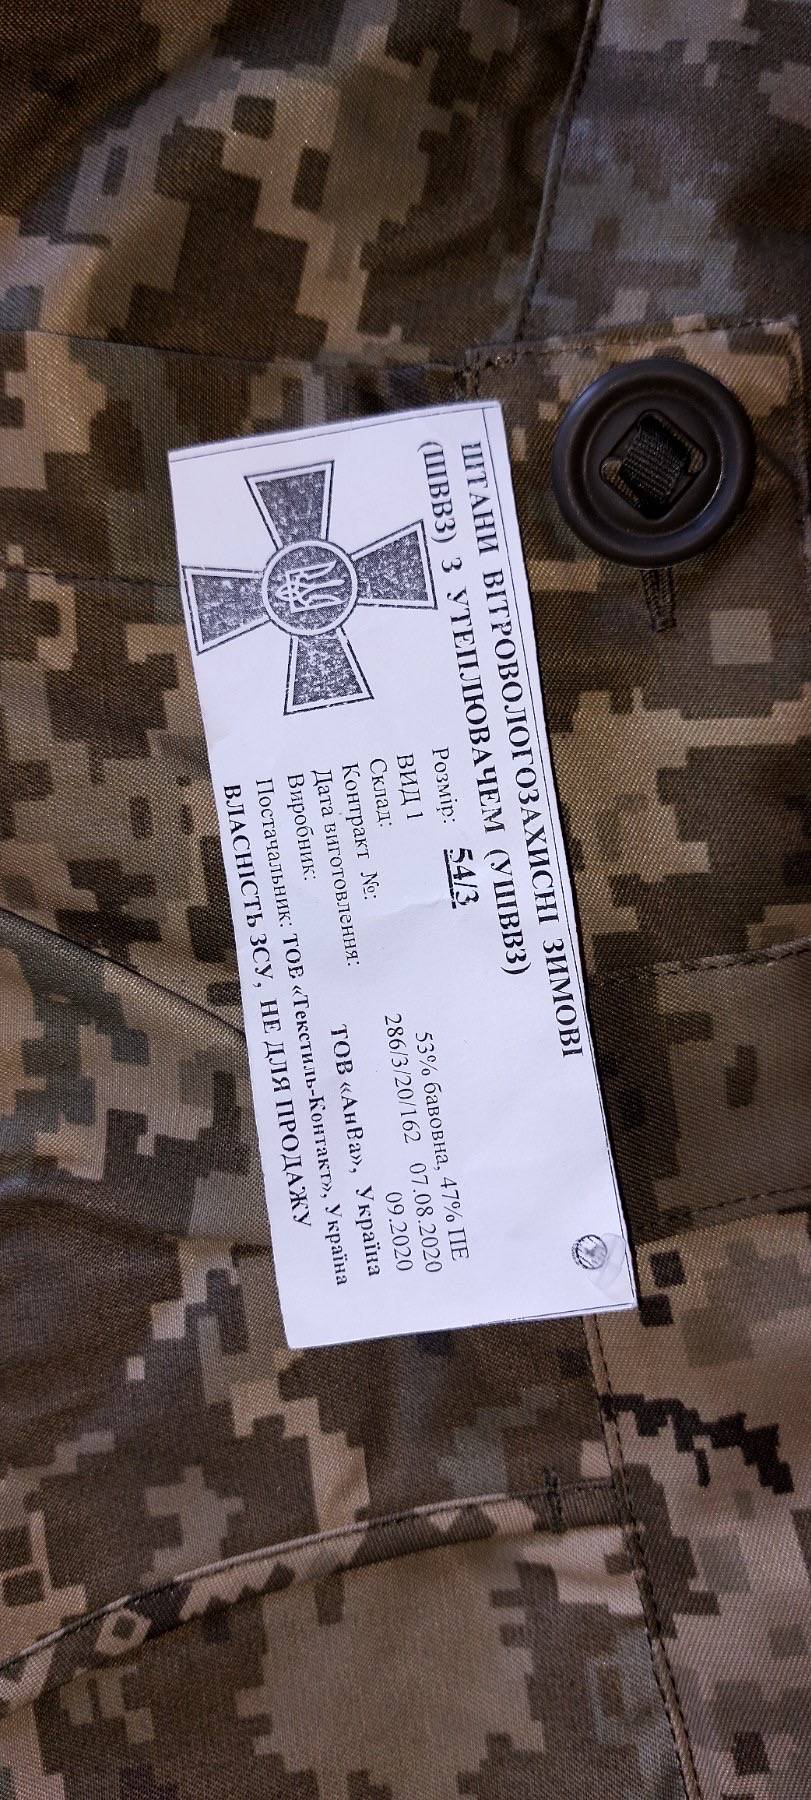 ШТАНИ ВІТРОВОЛОГОЗАХИСНІ ЗИМОВІ
(ШВВЗ) З УТЕПЛЮВАЧЕМ (УШВВЗ)
Розмір: 54/3
ВИД 1
Склад: 53% бавовна, 47% ПЕ
Контракт №: 286/3/20/162 07.08.2020
Дата виготовлення: 09.2020
Виробник: ТОВ «АнВа», Україна
Постачальник: ТОВ «Текстиль-Контакт», Україна
ВЛАСНІСТЬ ЗСУ, НЕ ДЛЯ ПРОДАЖУ